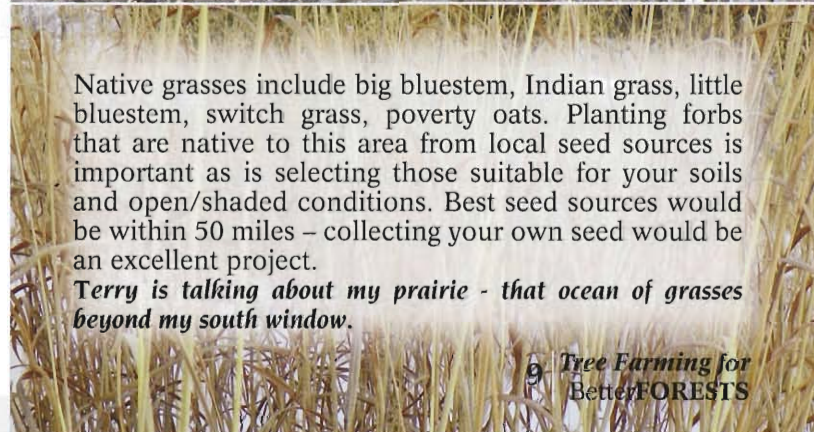 Native grasses include big bluestem, Indian grass, little
bluestem, switch grass, poverty oats. Planting forbs
that are native to this area from local seed sources is
important as is selecting those suitable for your soils
and open/shaded conditions. Best seed sources would
be within 50 miles – collecting your own seed would be
an excellent project.
Terry is talking about my prairie - that ocean of grasses
beyond my south window.
9 Tree Farming for
BetterFORESTS